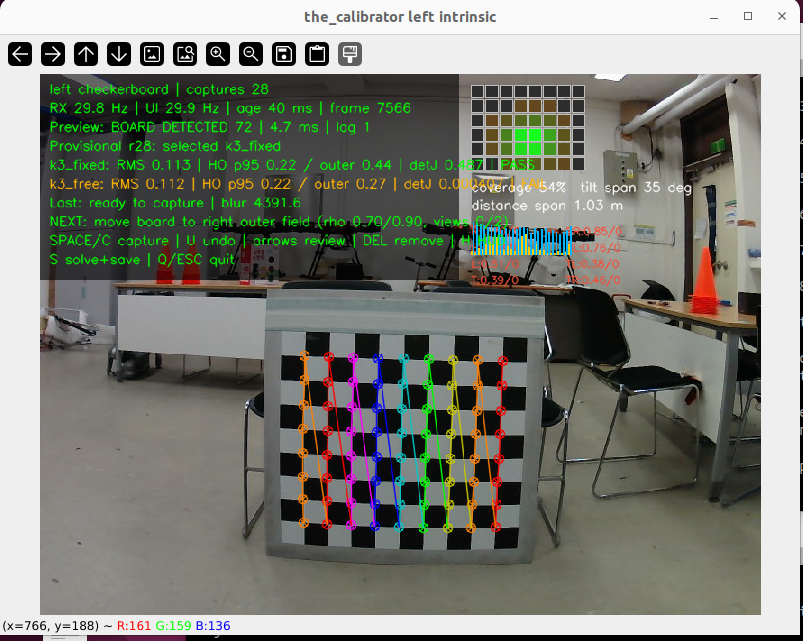 the_calibrator left intrinsic
left checkerboard | captures 28
RX 29.8 Hz | UI 29.9 Hz | age 40 ms | frame 7566
Preview: BOARD DETECTED 72 | 4.7 ms | lag 1
Provisional r28: selected k3_fixed
k3_fixed: RMS 0.113 | HO p95 0.22 / outer 0.44 | detJ 0.487 | PASS
k3_free: RMS 0.112 | HO p95 0.22 / outer 0.27 | detJ
coverage 54% tilt span 35 deg
Last: ready to capture | blur 4391.6
distance span 1.03 m
NEXT: move board to right outer field (rho 0.70/0.90, views 0/2)
SPACE/C capture | U undo | arrows review | DEL remove |
S solve+save | Q/ESC quit
(x=766, y=188) ~ R:161 G:159 B:136